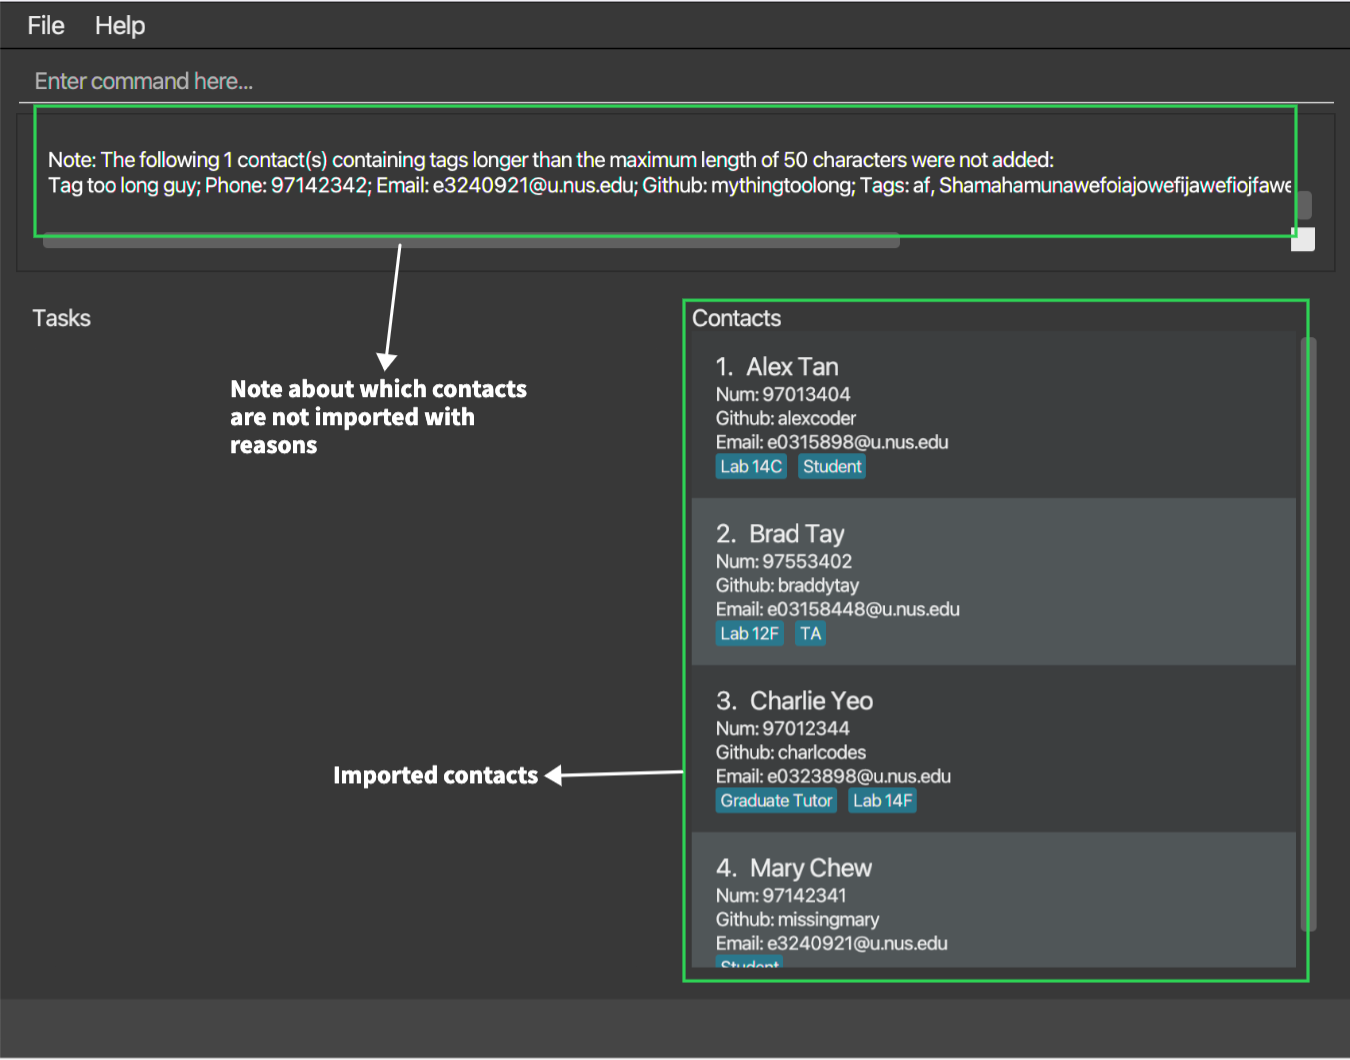 File Help
Enter command here...
Note: The following 1 contact(s) containing tags longer than the maximum length of 50 characters were not added:
Tag too long guy; Phone: 97142342; Email: e3240921@u.nus.edu; Github: mythingtoolong; Tags: af, Shamahamunawefoiajowefijawefiojfawe
Tasks
Note about which contacts
are not imported with
reasons
Imported contacts
Contacts
1. Alex Tan
Num: 97013404
Github: alexcoder
Email: e0315898@u.nus.edu
Lab 14C Student
2. Brad Tay
Num: 97553402
Github: braddytay
Email: e03158448@u.nus.edu
Lab 12F TA
3. Charlie Yeo
Num: 97012344
Github: charlcodes
Email: e0323898@u.nus.edu
Graduate Tutor Lab 14F
4. Mary Chew
Num: 97142341
Github: missingmary
Email: e3240921@u.nus.edu
Student